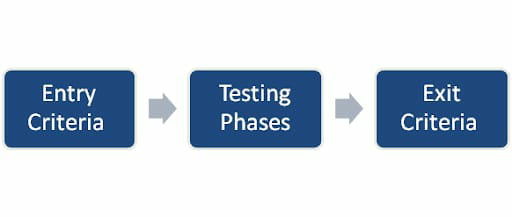 Entry
Criteria
Testing
Phases
Exit
Criteria